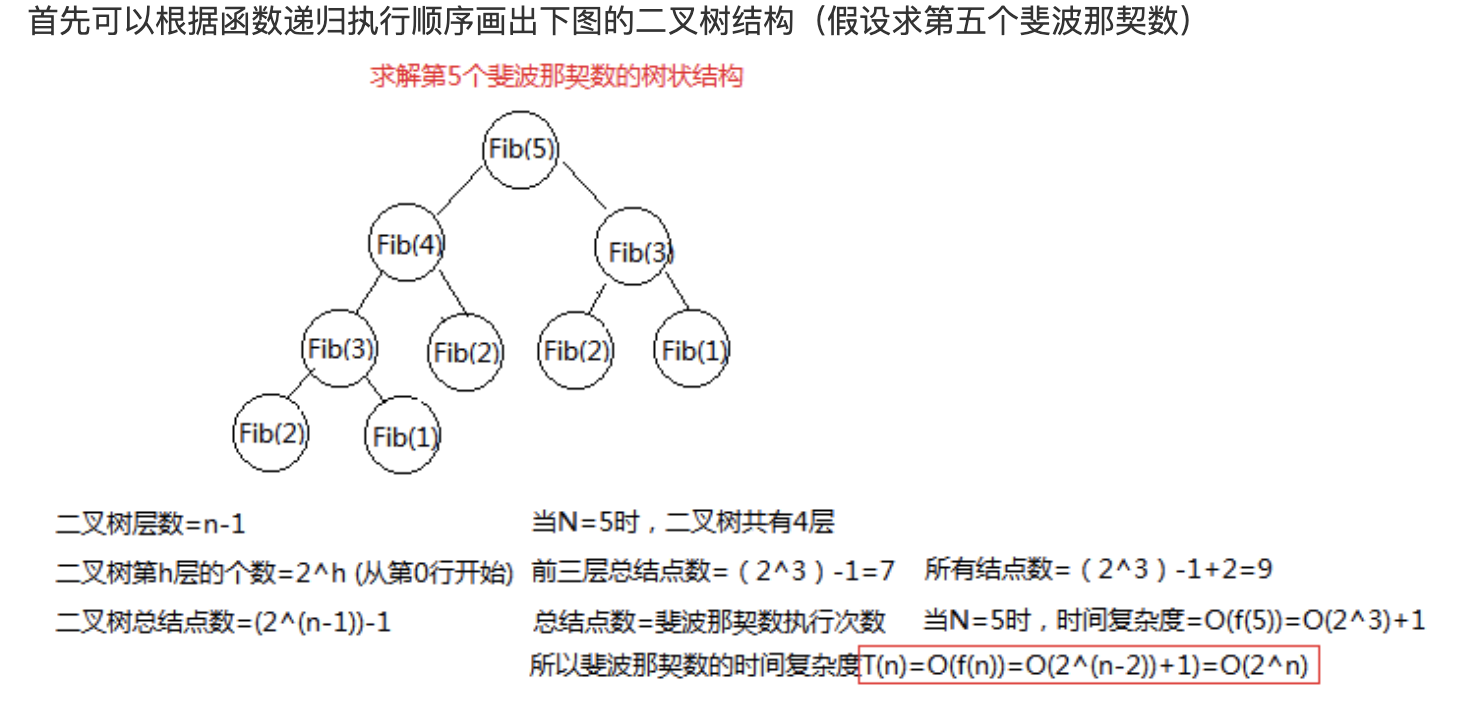 首先可以根据函数递归执行顺序画出下图的二叉树结构（假设求第五个斐波那契数）
求解第5个斐波那契数的树状结构
Fib(5)
Fib(4)
Fib(3)
Fib(3)
Fib(2)
Fib(2)
Fib(1)
Fib(2)
Fib(1)
二叉树层数=n-1
当N=5时，二叉树共有4层
二叉树第h层的个数=2^h (从第0行开始)
前三层总结点数=（2^3）-1=7
所有结点数=（2^3）-1+2=9
二叉树总结点数=(2^(n-1))-1
总结点数=斐波那契数执行次数
当N=5时，时间复杂度=O(f(5))=O(2^3)+1
所以斐波那契数的时间复杂度T(n)=O(f(n))=O(2^(n-2))+1)=O(2^n)